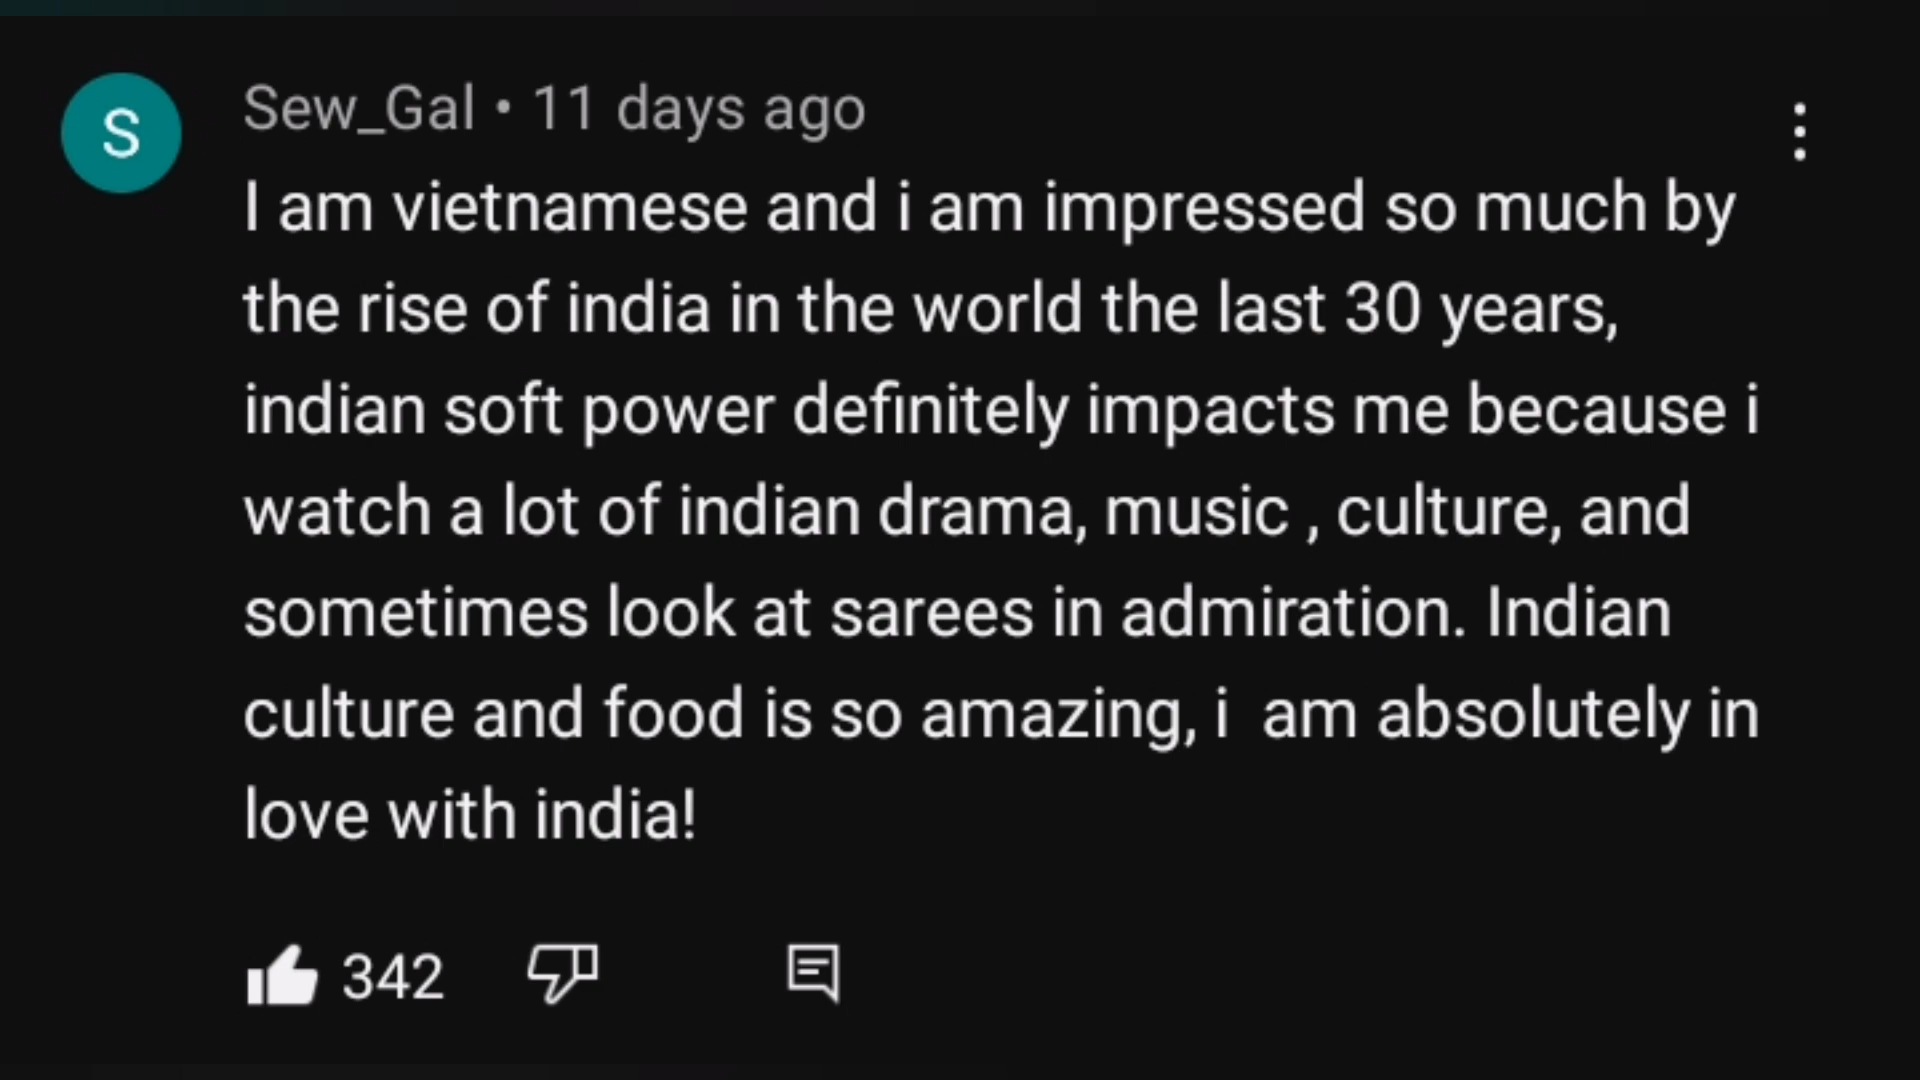 S
Sew_Gal • 11 days ago
I am vietnamese and i am impressed so much by
the rise of india in the world the last 30 years,
indian soft power definitely impacts me because i
watch a lot of indian drama, music , culture, and
sometimes look at sarees in admiration. Indian
culture and food is so amazing, i  am absolutely in
love with india!
342